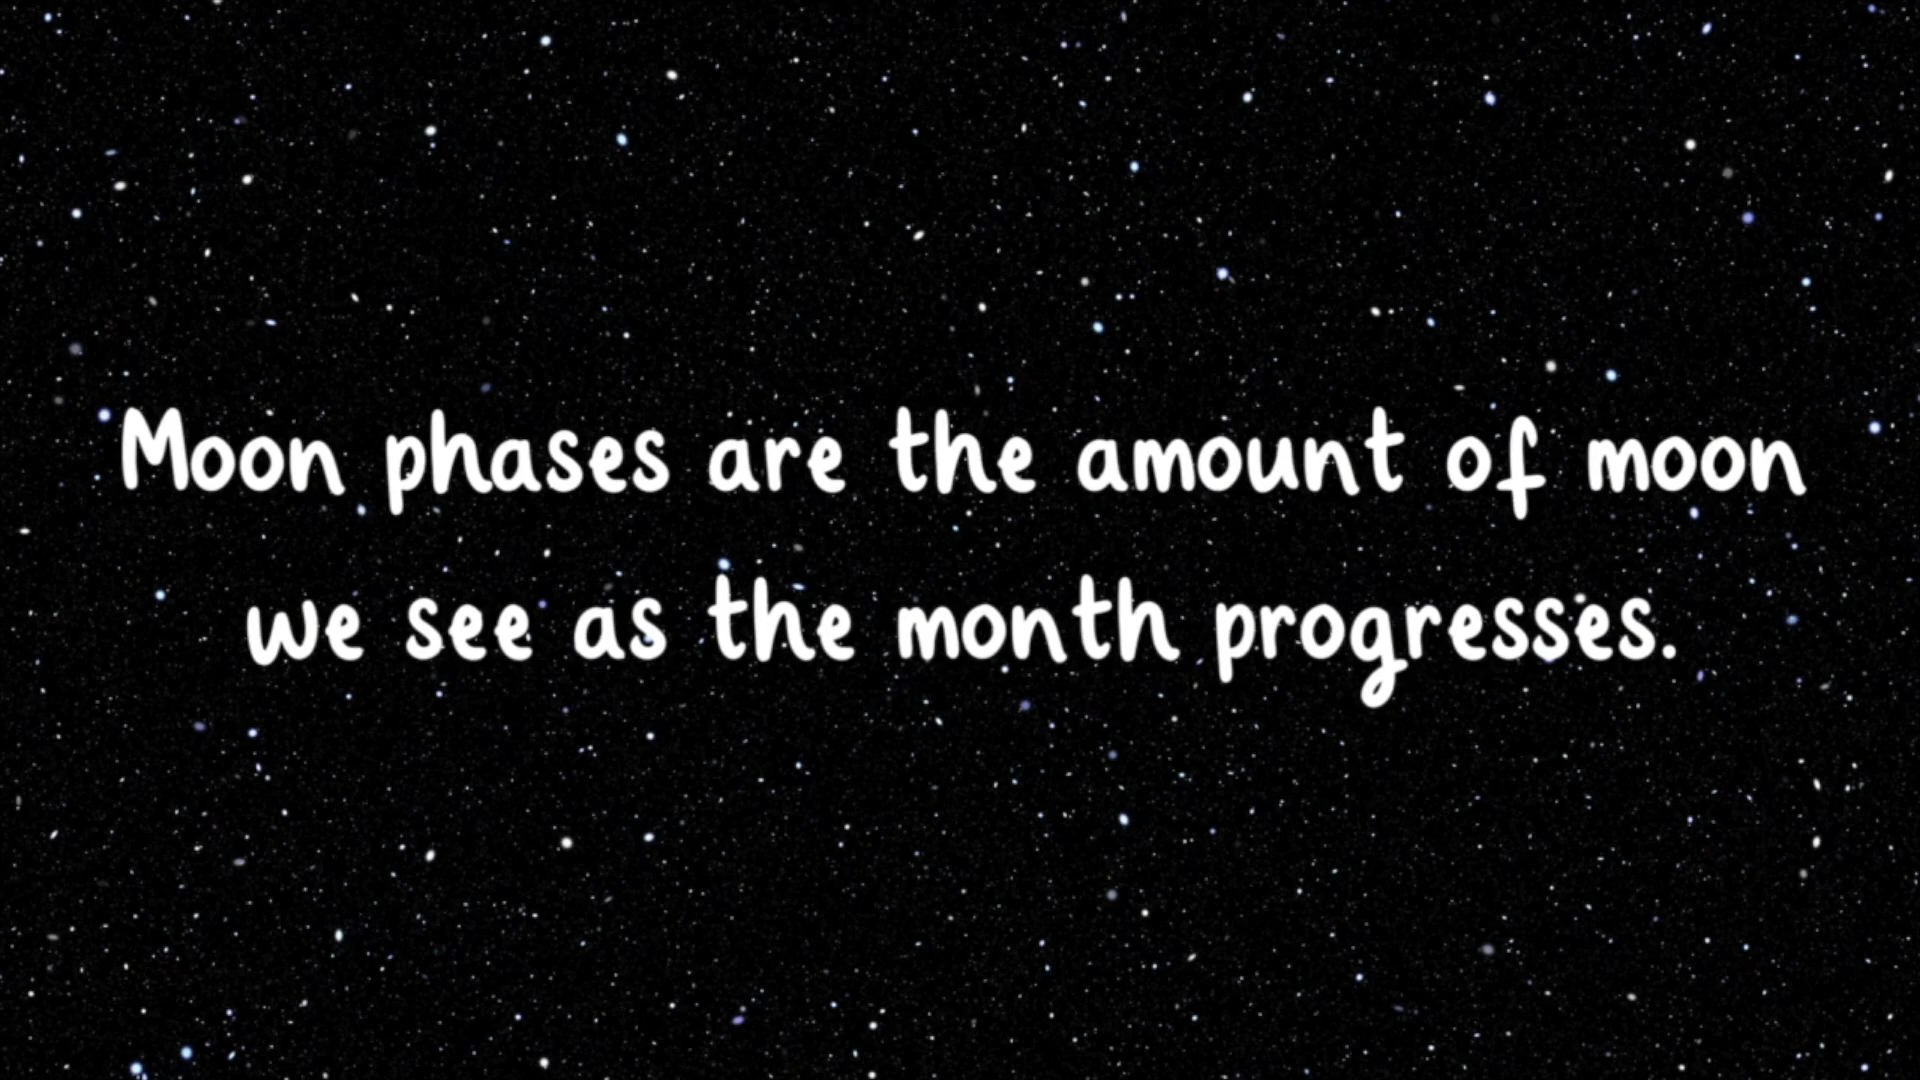 Moon phases are the amount of moon
we see as the month progresses.